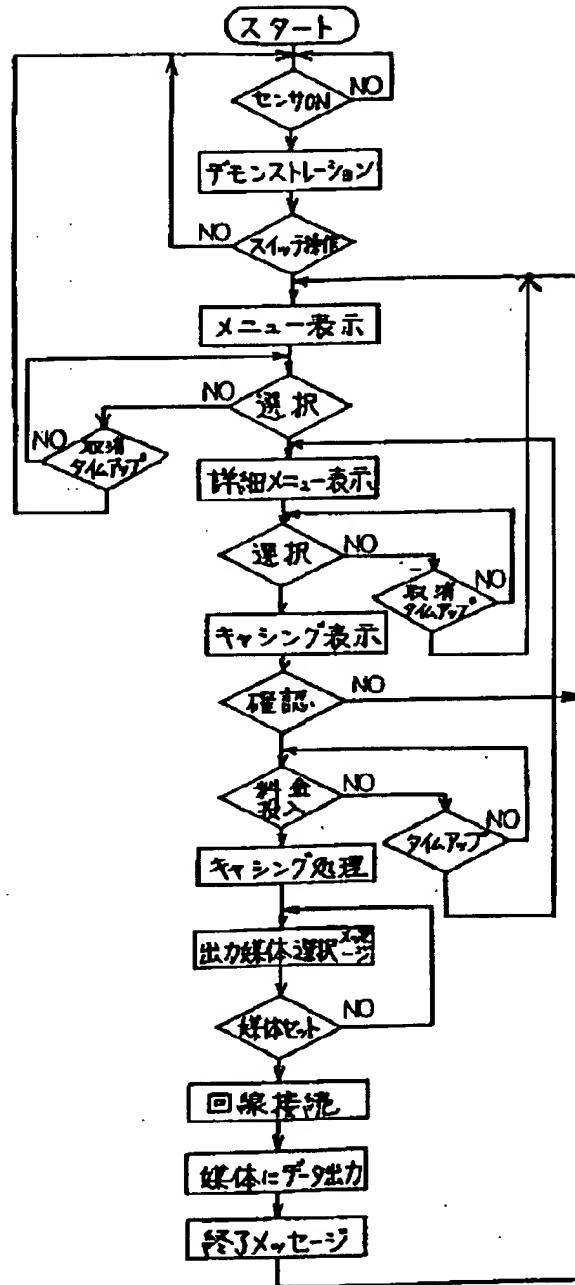 スタート
センサON
NO
デモンストレーション
NO
スイッチ操作
メニュー表示
選択
NO
NO
取消
タイムアップ
詳細メニュー表示
選択
NO
取消
タイムアップ
NO
キャシング表示
確認
NO
料金
投入
NO
タイムアップ
NO
キャシング処理
出力媒体選択メッセージ
媒体セット
NO
回線接続
媒体にデータ出力
終了メッセージ